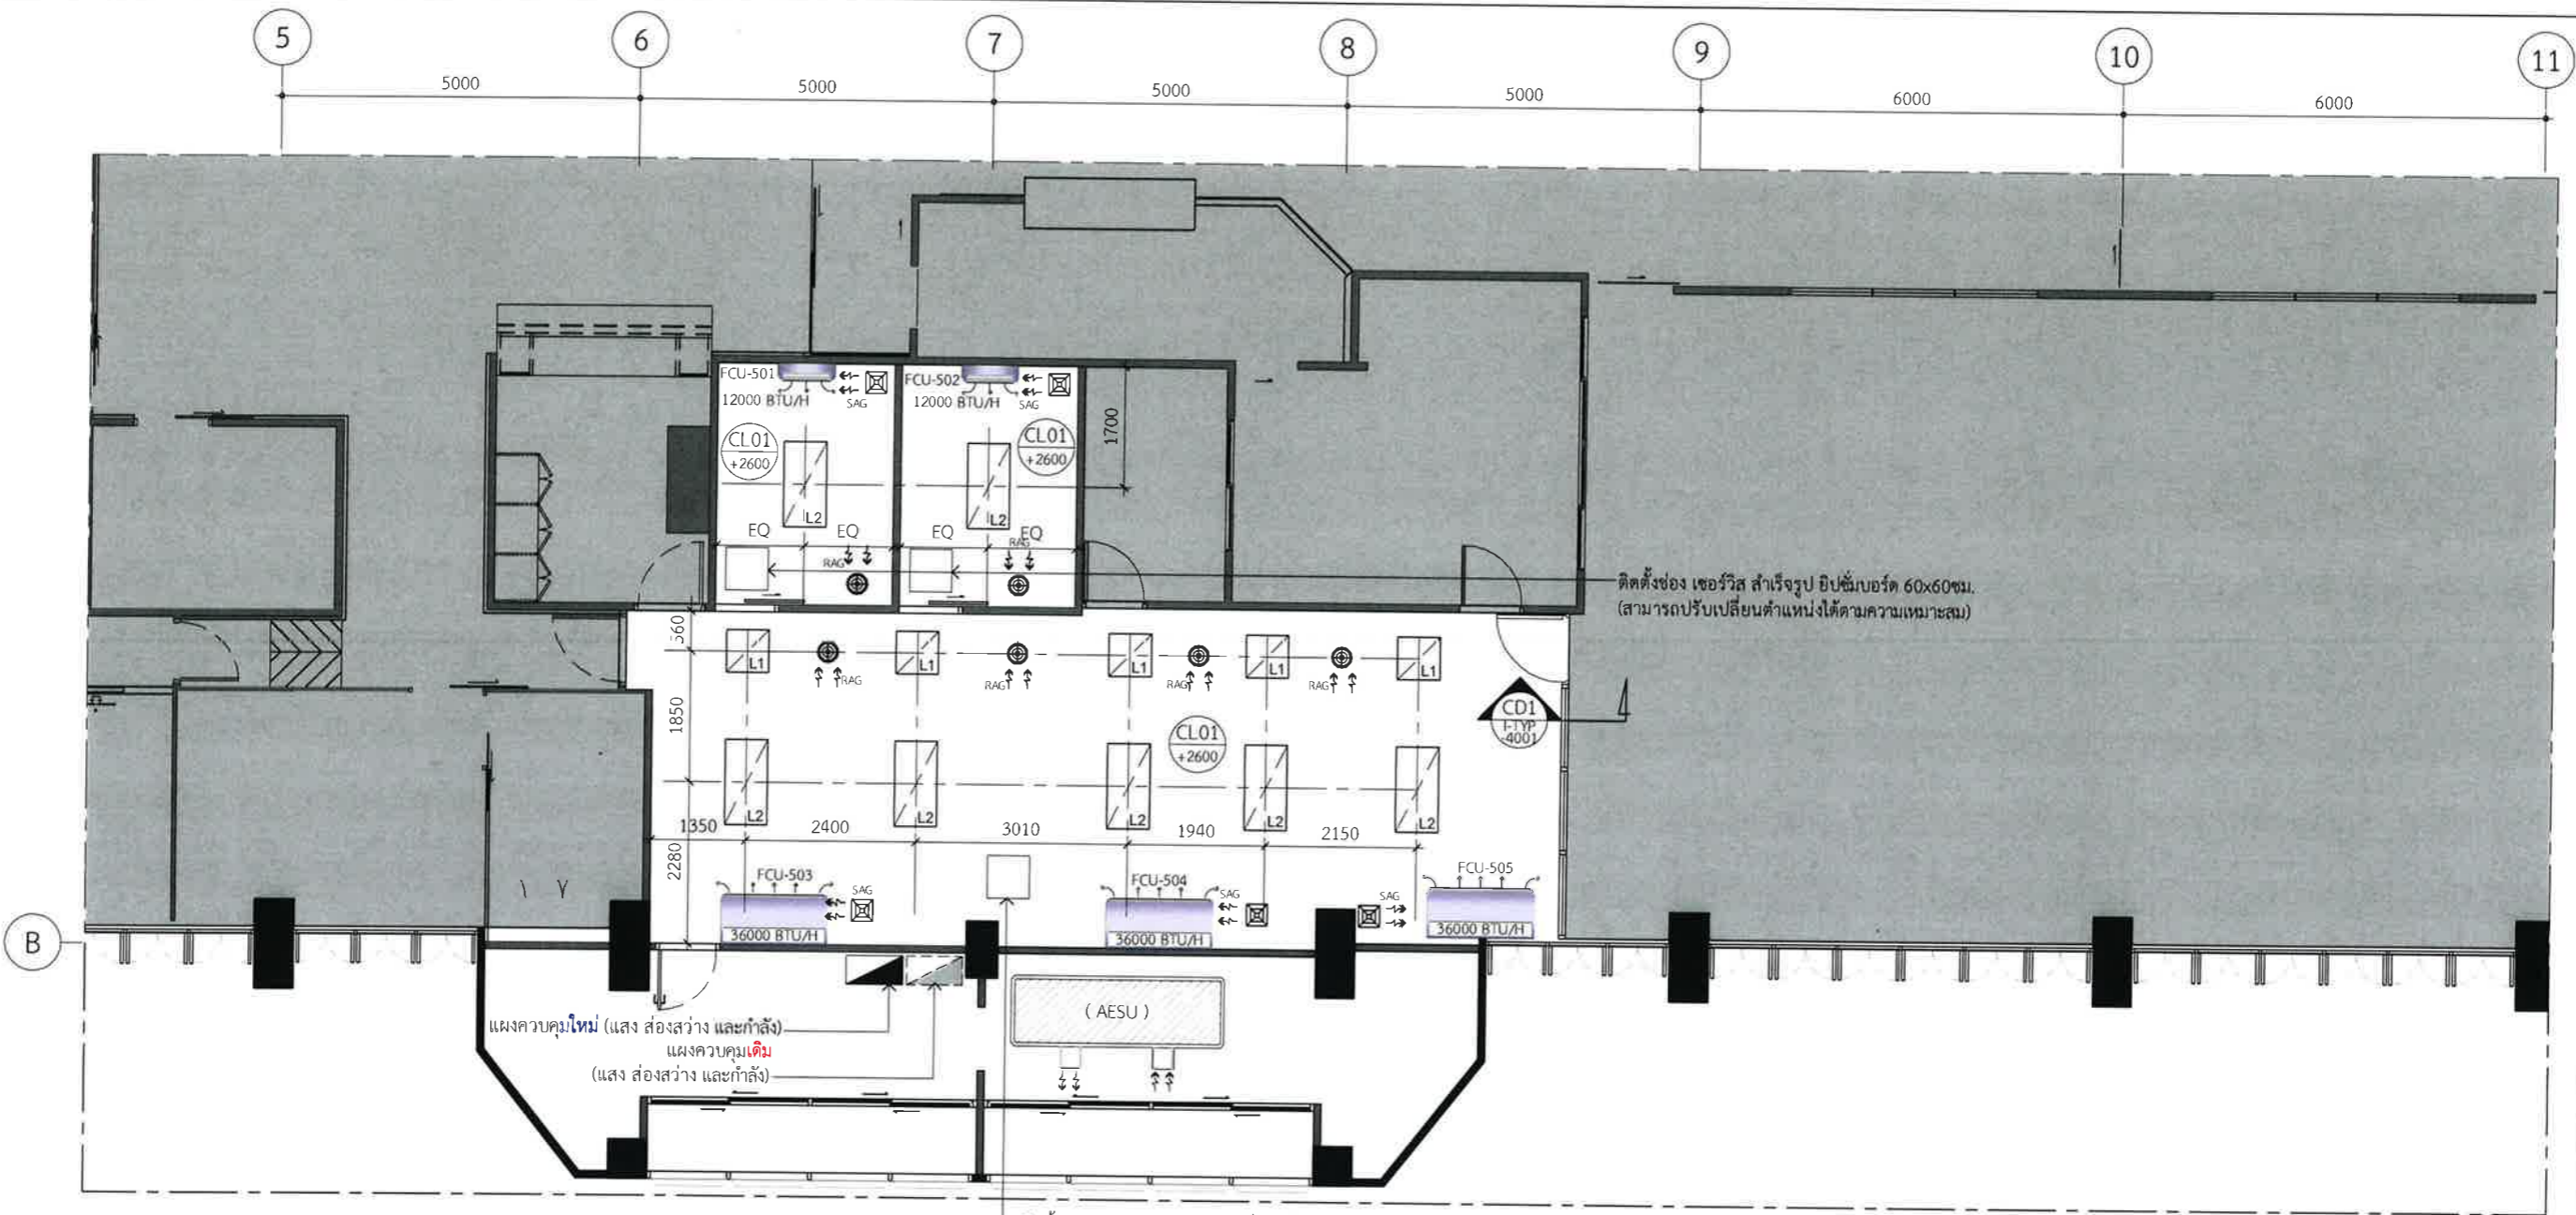 5
6
7
8
9
10
11
5000
5000
5000
5000
6000
6000
FCU-501
12000 BTU/H
SAG
FCU-502
12000 BTU/H
SAG
CL01
+2600
CL01
+2600
1700
L2
L2
EQ
EQ
EQ
EQ
RAG
RAG
ติดตั้งช่อง เซอร์วิส สำเร็จรูป ยิปซั่มบอร์ด 60x60ซม.
(สามารถปรับเปลี่ยนตำแหน่งได้ตามความเหมาะสม)
560
L1
L1
L1
L1
L1
RAG
RAG
RAG
RAG
1850
CL01
+2600
CD1
I-TYP
-4001
L2
L2
L2
L2
L2
1350
2400
3010
1940
2150
2280
FCU-503
SAG
36000 BTU/H
FCU-504
SAG
36000 BTU/H
SAG
FCU-505
36000 BTU/H
B
( AESU )
แผงควบคุมใหม่ (แสง ส่องสว่าง และกำลัง)
แผงควบคุมเดิม
(แสง ส่องสว่าง และกำลัง)